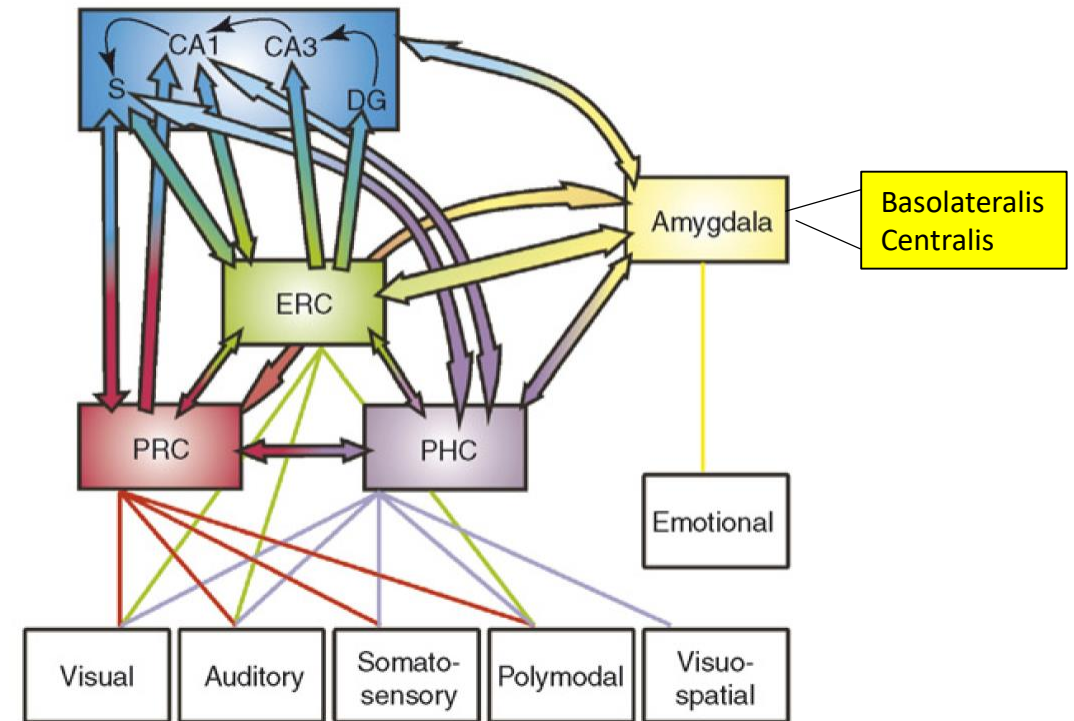 CA1
CA3
S
DG
Amygdala
Basolateralis
Centralis
ERC
PRC
PHC
Emotional
Visual
Auditory
Somato-
sensory
Polymodal
Visuo-
spatial